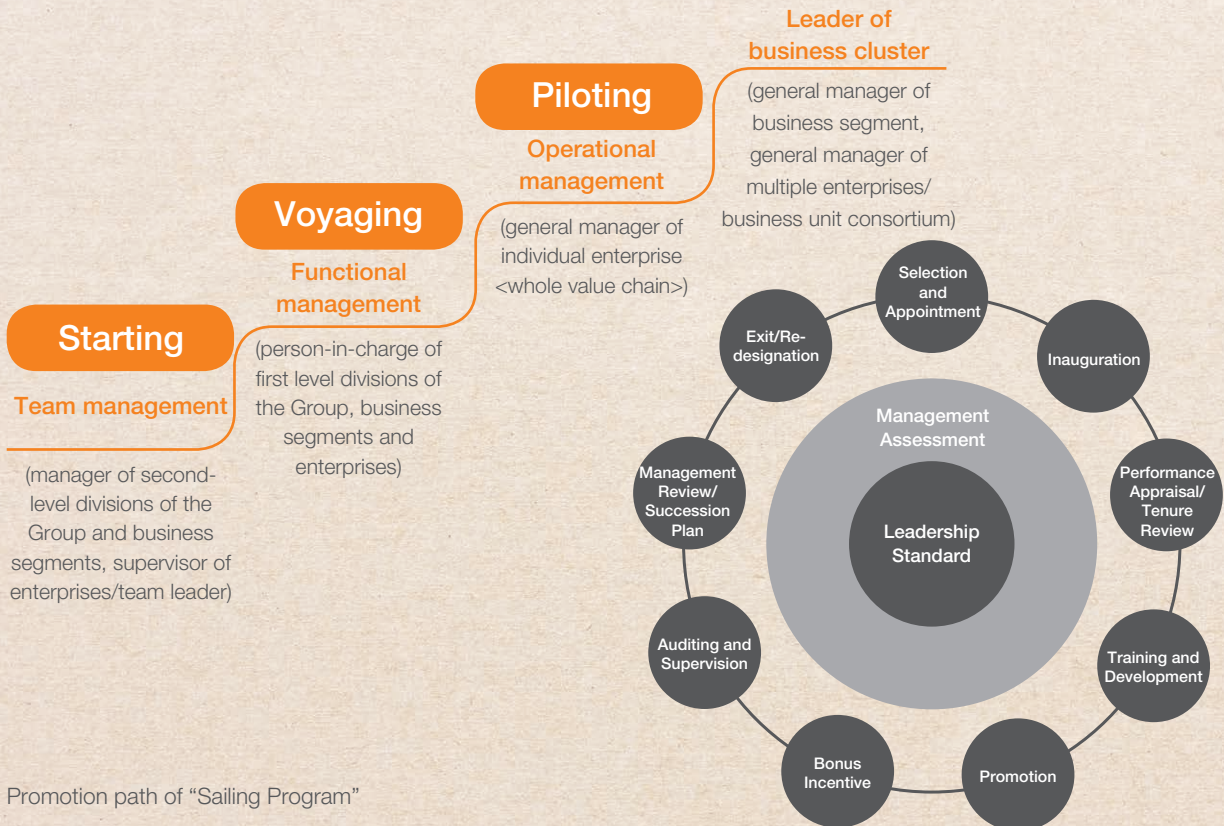 Starting
Team management
(manager of second-
level divisions of the
Group and business
segments, supervisor of
enterprises/team leader)
Voyaging
Functional
management
(person-in-charge of
first level divisions of
the Group, business
segments and
enterprises)
Piloting
Operational
management
(general manager of
individual enterprise
<whole value chain>)
Leader of
business cluster
(general manager of
business segment,
general manager of
multiple enterprises/
business unit consortium)
Selection
and
Appointment
Inauguration
Performance
Appraisal/
Tenure
Review
Training and
Development
Promotion
Bonus
Incentive
Auditing and
Supervision
Management
Review/
Succession
Plan
Exit/Re-
designation
Management
Assessment
Leadership
Standard
Promotion path of “Sailing Program”